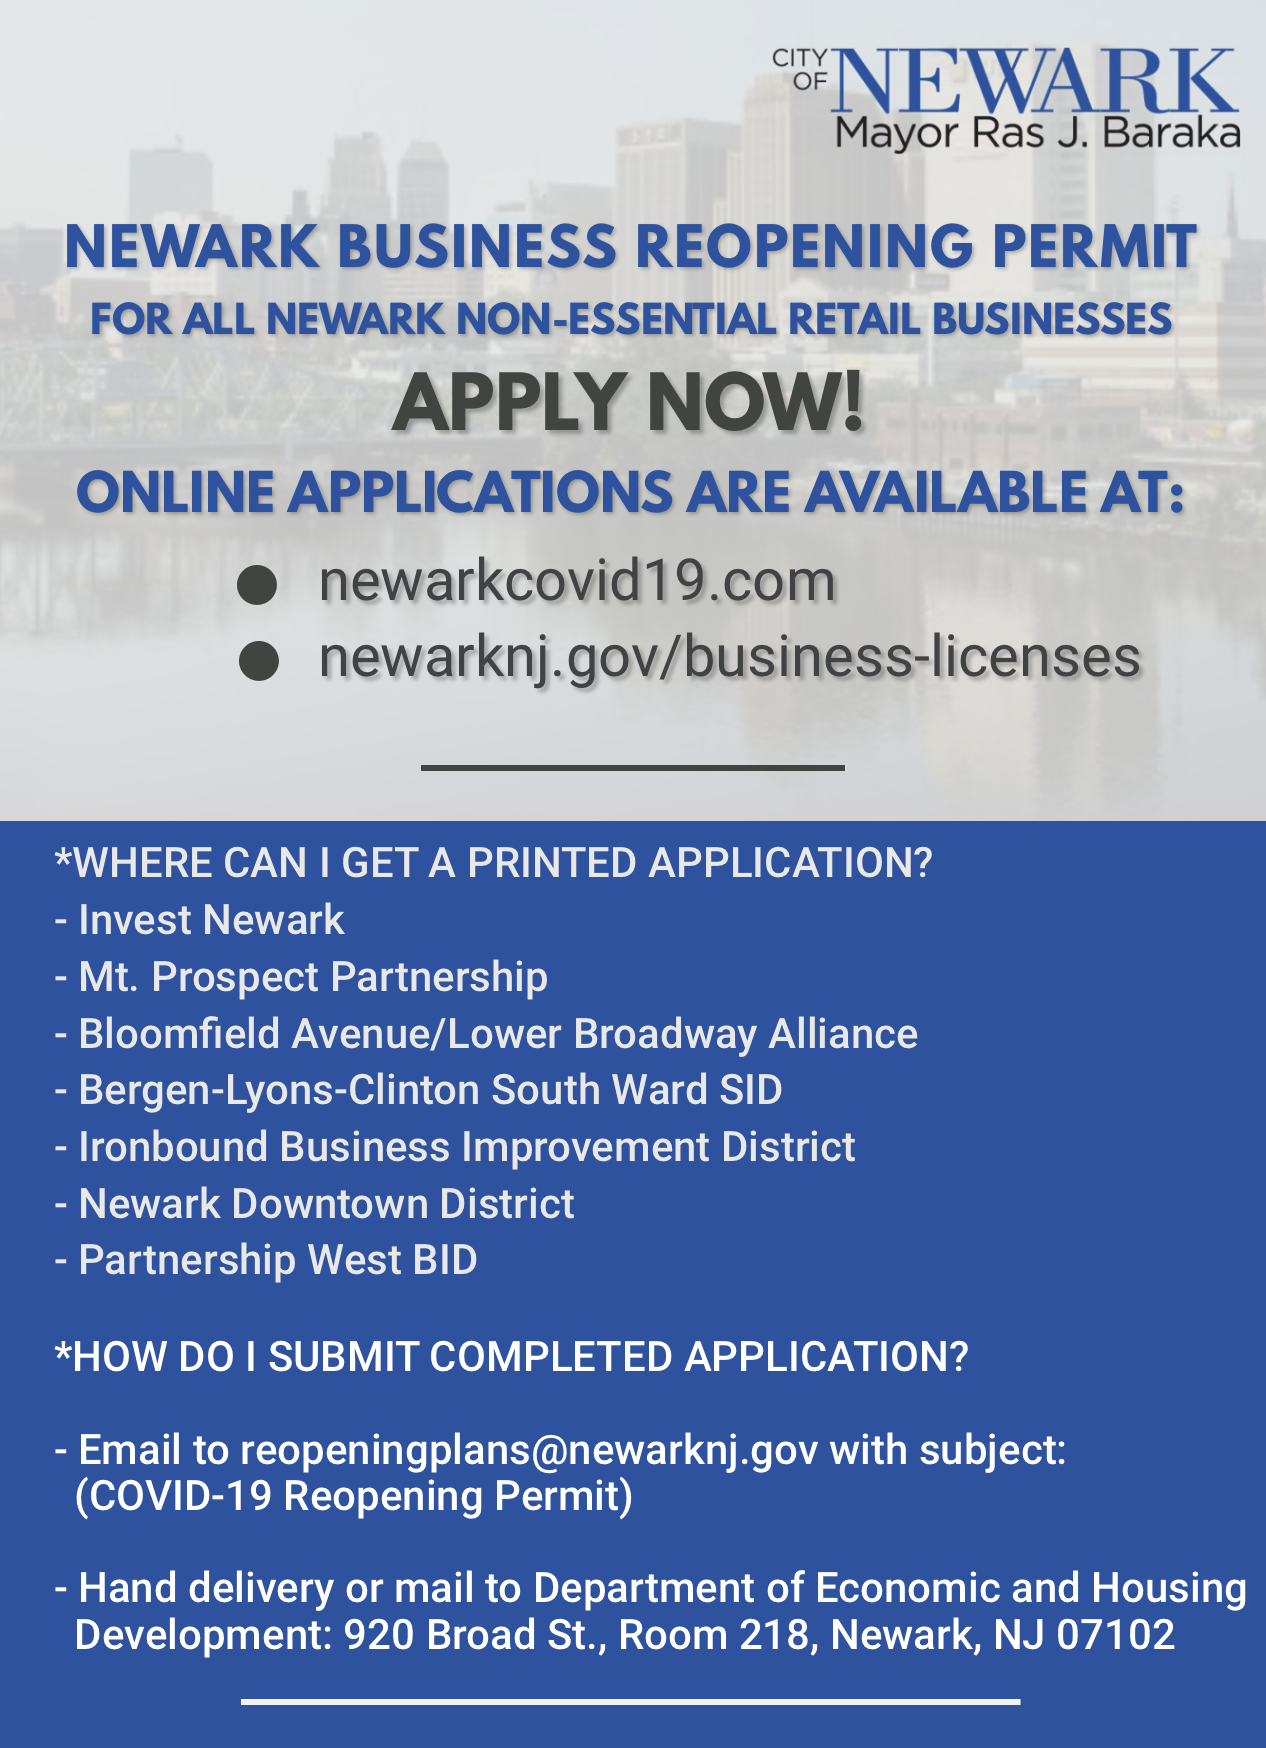 CITY
OF NEWARK
Mayor Ras J. Baraka
NEWARK BUSINESS REOPENING PERMIT
FOR ALL NEWARK NON-ESSENTIAL RETAIL BUSINESSES
APPLY NOW!
ONLINE APPLICATIONS ARE AVAILABLE AT:
● newarkcovid19.com
● newarknj.gov/business-licenses
*WHERE CAN I GET A PRINTED APPLICATION?
- Invest Newark
- Mt. Prospect Partnership
- Bloomfield Avenue/Lower Broadway Alliance
- Bergen-Lyons-Clinton South Ward SID
- Ironbound Business Improvement District
- Newark Downtown District
- Partnership West BID
*HOW DO I SUBMIT COMPLETED APPLICATION?
- Email to reopeningplans@newarknj.gov with subject:
(COVID-19 Reopening Permit)
- Hand delivery or mail to Department of Economic and Housing
Development: 920 Broad St., Room 218, Newark, NJ 07102